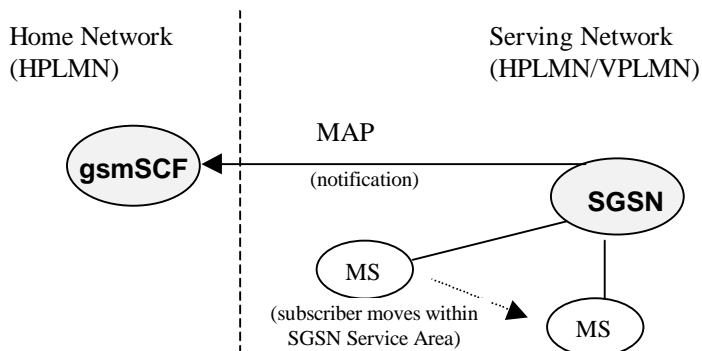 Home Network
(HPLMN)
Serving Network
(HPLMN/VPLMN)
MAP
gsmSCF
(notification)
SGSN
MS
(subscriber moves within
SGSN Service Area)
MS